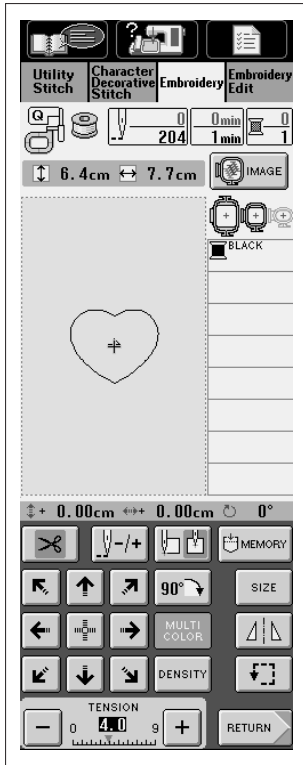 ?
Utility Stitch
Character Decorative Stitch
Embroidery
Embroidery Edit
Q
0
204
0min
1min
0
1
6.4cm 7.7cm
IMAGE
BLACK
+ 0.00cm + 0.00cm 0°
-/+
MEMORY
90°
SIZE
MULTI COLOR
DENSITY
TENSION
− 0 4.0 9 +
RETURN